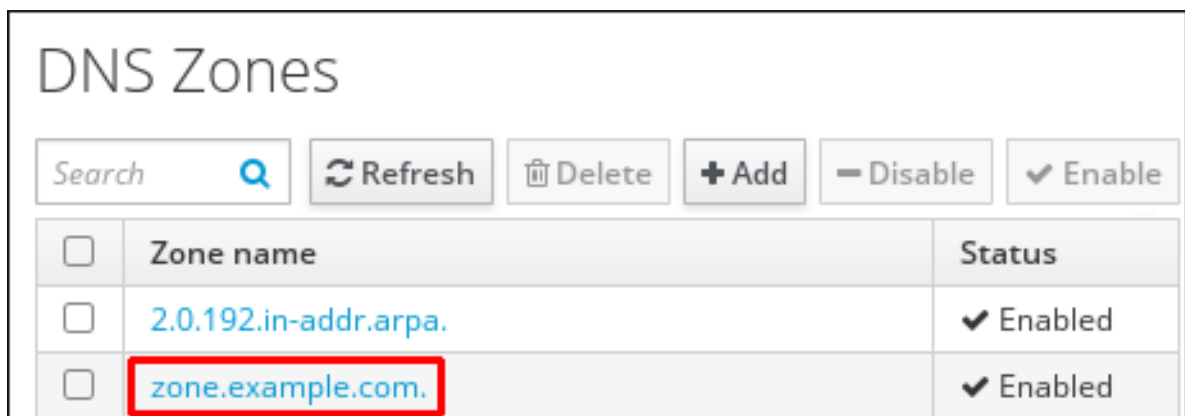 DNS Zones
Search Refresh Delete Add Disable Enable
Zone name Status
2.0.192.in-addr.arpa. Enabled
zone.example.com. Enabled